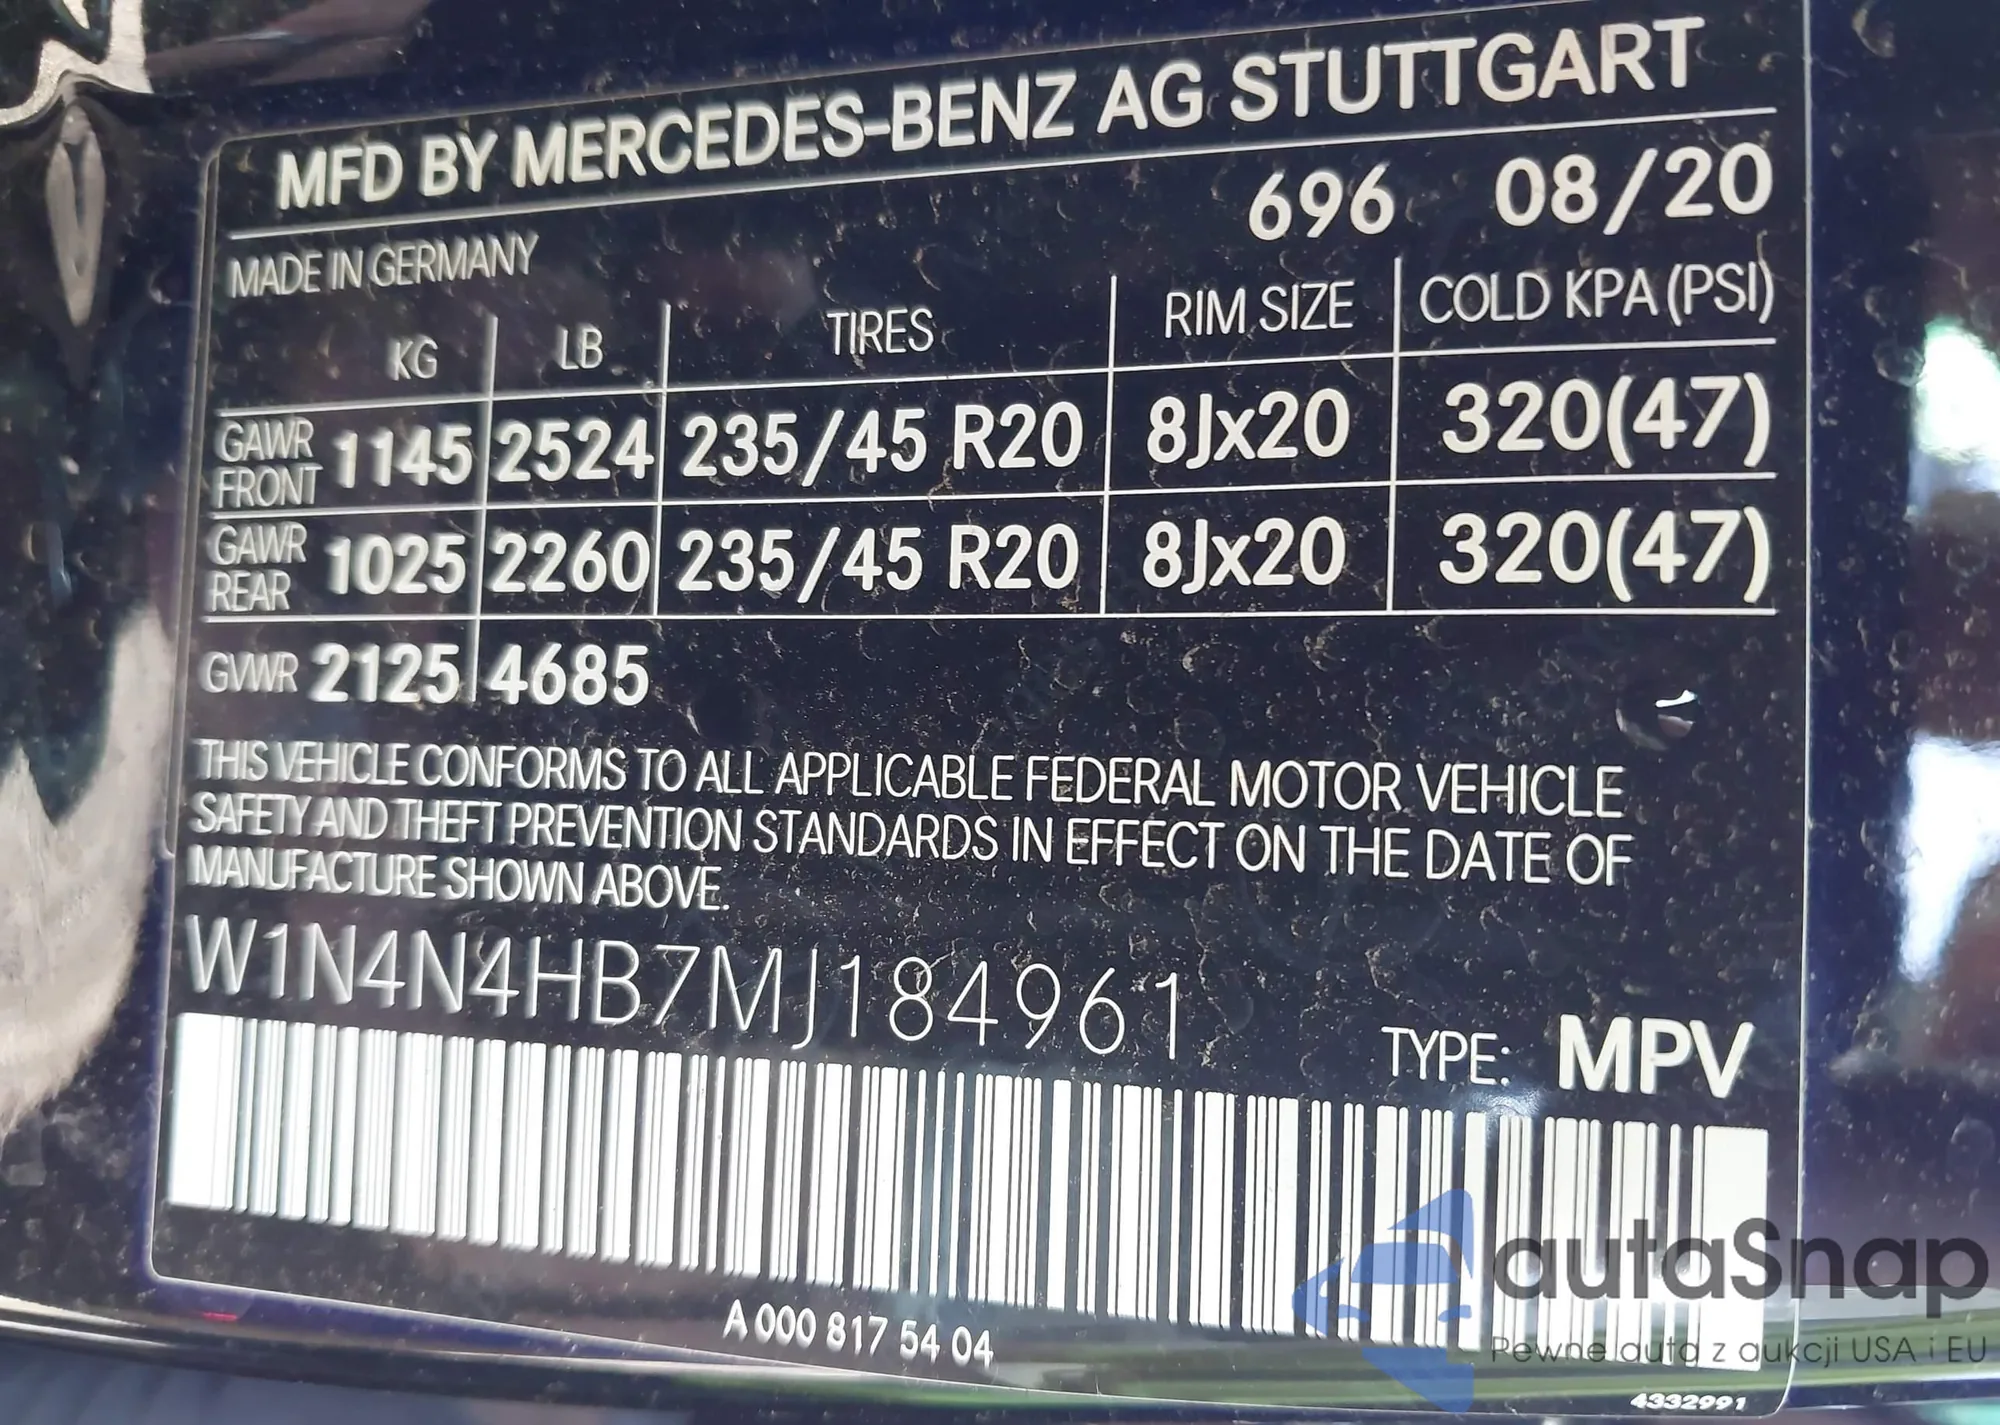 MFD BY MERCEDES-BENZ AG STUTTGART
696 08/20
MADE IN GERMANY
KG LB TIRES RIM SIZE COLD KPA (PSI)
GAWR FRONT 1145 2524 235/45 R20 8Jx20 320(47)
GAWR REAR 1025 2260 235/45 R20 8Jx20 320(47)
GVWR 2125 4685
THIS VEHICLE CONFORMS TO ALL APPLICABLE FEDERAL MOTOR VEHICLE
SAFETY AND THEFT PREVENTION STANDARDS IN EFFECT ON THE DATE OF
MANUFACTURE SHOWN ABOVE.
W1N4N4HB7MJ184961
TYPE: MPV
A 000 817 54 04
autaSnap
Pewne auta z aukcji USA i EU
4332991